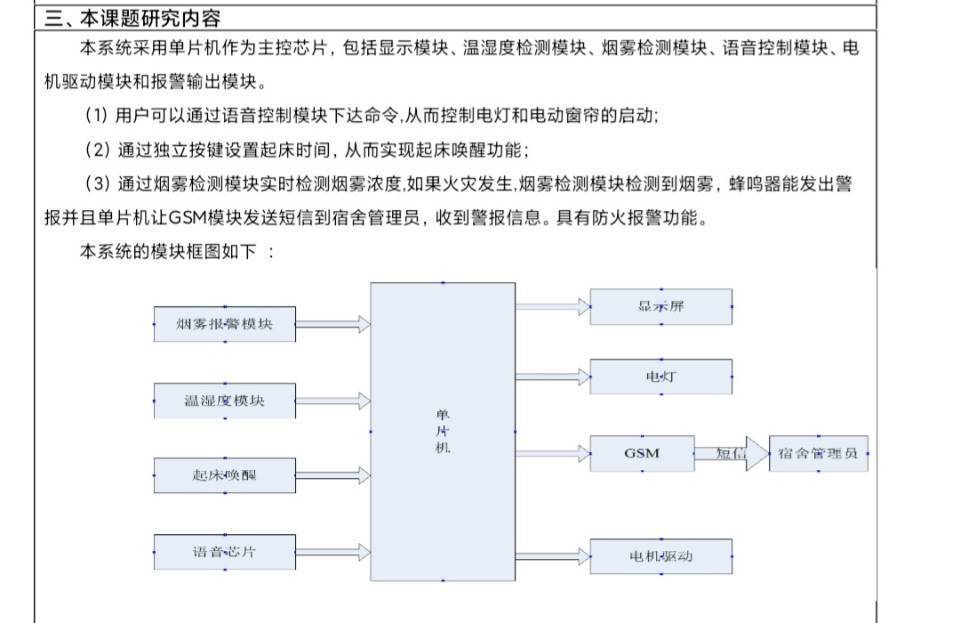 三、本课题研究内容
本系统采用单片机作为主控芯片，包括显示模块、温湿度检测模块、烟雾检测模块、语音控制模块、电
机驱动模块和报警输出模块。
（1）用户可以通过语音控制模块下达命令,从而控制电灯和电动窗帘的启动;
（2）通过独立按键设置起床时间，从而实现起床唤醒功能；
（3）通过烟雾检测模块实时检测烟雾浓度,如果火灾发生,烟雾检测模块检测到烟雾，蜂鸣器能发出警
报并且单片机让GSM模块发送短信到宿舍管理员，收到警报信息。具有防火报警功能。
本系统的模块框图如下 ：
烟雾报警模块
温湿度模块
起床唤醒
语音芯片
单
片
机
显示屏
电灯
GSM
短信
宿舍管理员
电机驱动